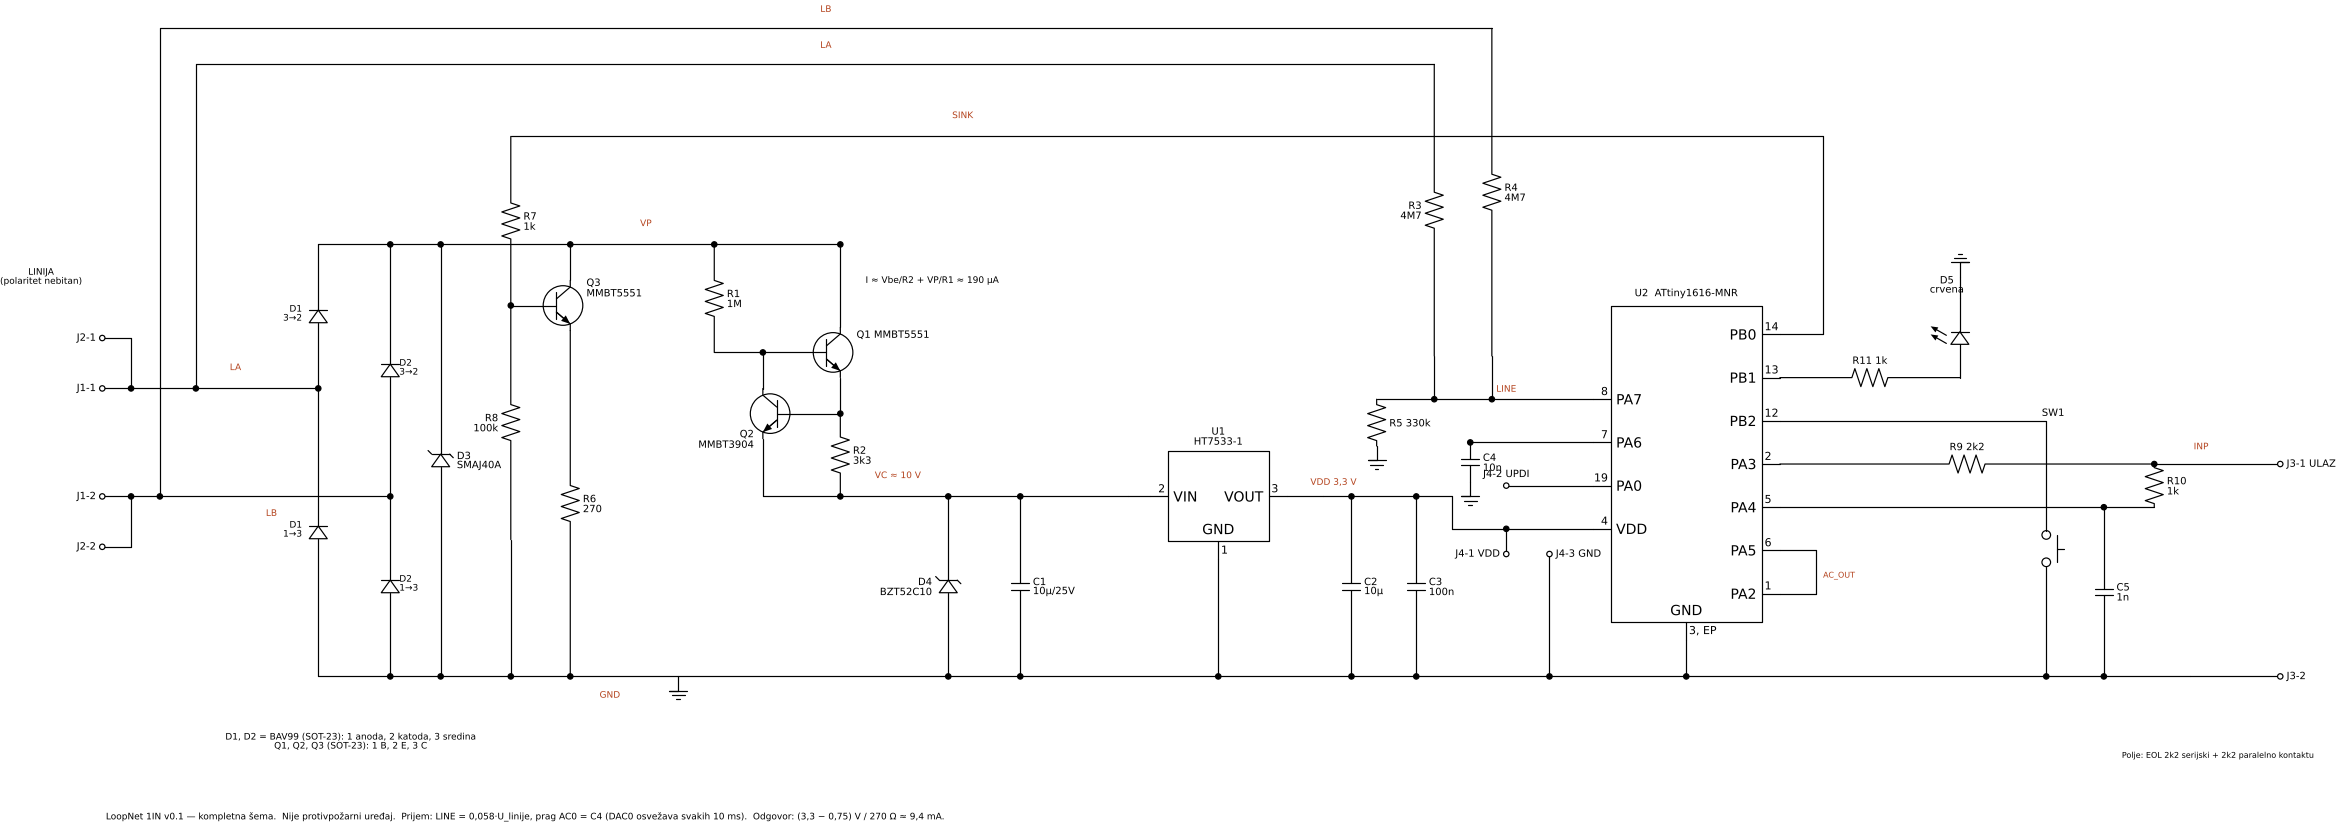 LB
LA
SINK
R7
1k
VP
R3
4M7
R4
4M7
LINIJA
(polaritet nebitan)
Q3
MMBT5551
I ≈ Vbe/R2 + VP/R1 ≈ 190 µA
R1
1M
D1
3→2
Q1 MMBT5551
J2-1
LA
J1-1
D2
3→2
R8
100k
D3
SMAJ40A
Q2
MMBT3904
R2
3k3
VC ≈ 10 V
J1-2
LB
J2-2
D1
1→3
R6
270
D2
1→3
D4
BZT52C10
C1
10µ/25V
U1
HT7533-1
2
VIN
VOUT
3
GND
1
VDD 3,3 V
C2
10µ
C3
100n
R5 330k
LINE
C4
10n
J4-2 UPDI
J4-1 VDD
J4-3 GND
U2 ATtiny1616-MNR
PB0
14
PB1
13
8
PA7
PB2
12
7
PA6
PA3
2
19
PA0
PA4
5
4
VDD
PA5
6
PA2
1
GND
3, EP
AC_OUT
D5
crvena
R11 1k
SW1
R9 2k2
INP
J3-1 ULAZ
R10
1k
C5
1n
J3-2
GND
D1, D2 = BAV99 (SOT-23): 1 anoda, 2 katoda, 3 sredina
Q1, Q2, Q3 (SOT-23): 1 B, 2 E, 3 C
Polje: EOL 2k2 serijski + 2k2 paralelno kontaktu
LoopNet 1IN v0.1 — kompletna šema. Nije protivpožarni uređaj. Prijem: LINE = 0,058·U_linije, prag AC0 = C4 (DAC0 osvežava svakih 10 ms). Odgovor: (3,3 − 0,75) V / 270 Ω ≈ 9,4 mA.